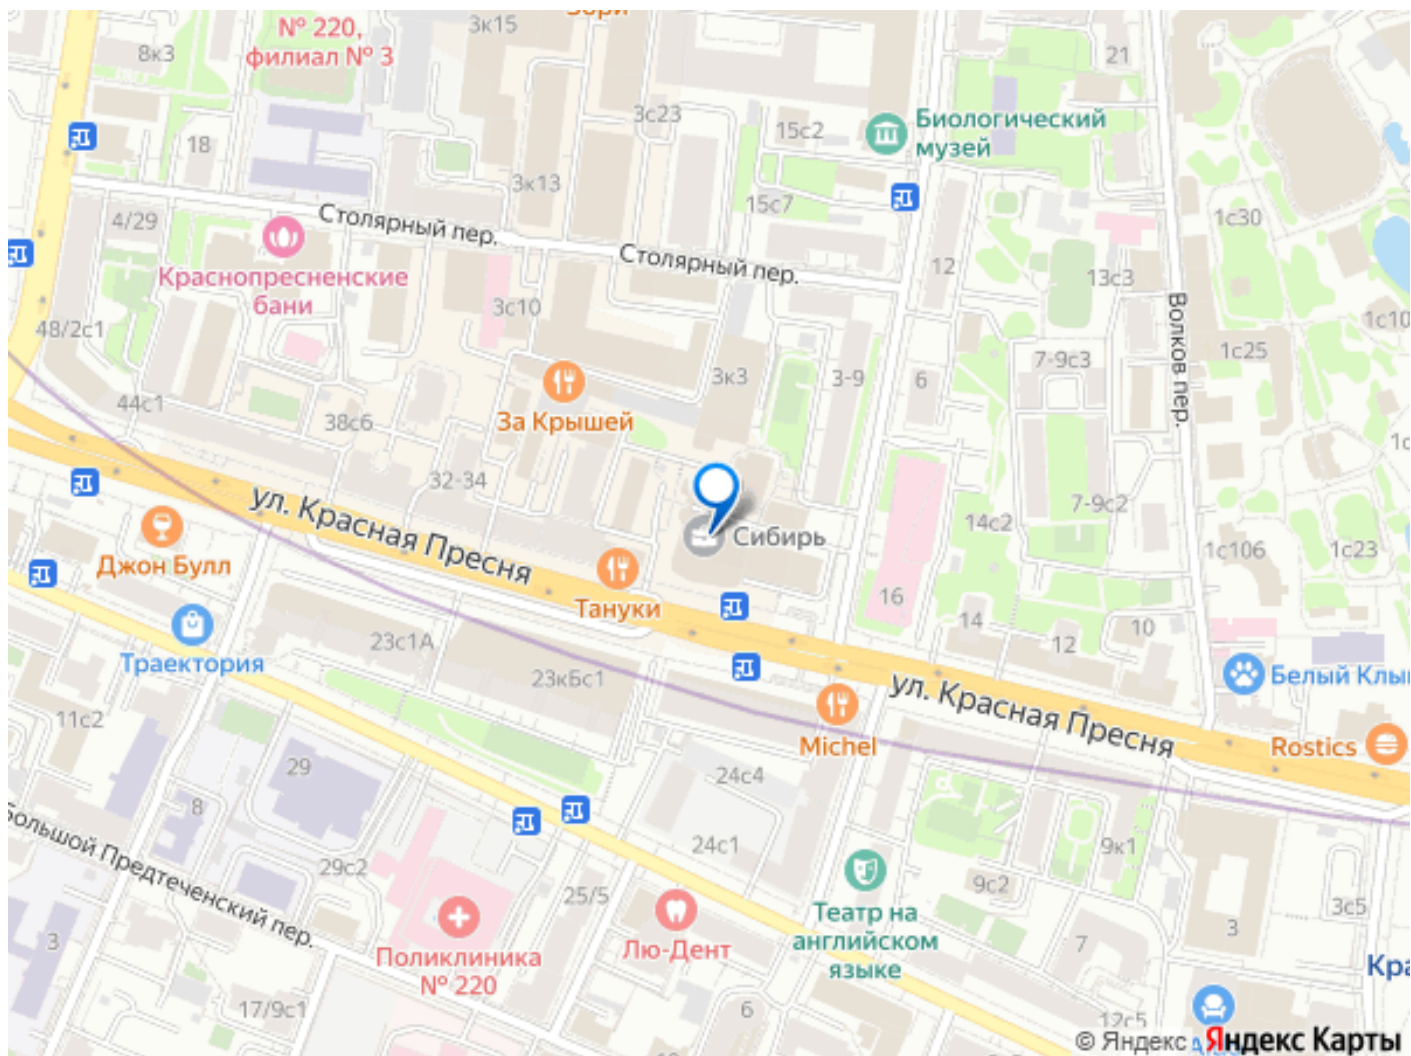 3к15
№ 220,
филиал № 3
8к3
21
3с23
15с2
Биологический
музей
18
3к13
15с7
1с30
4/29
Столярный пер.
Столярный пер.
12
13с3
Краснопресненские
бани
3с10
Волков пер.
1с10
48/2с1
1с25
7-9с3
3к3
3-9
6
44с1
38с6
За Крышей
32-34
7-9с2
ул. Красная Пресня
14с2
Сибирь
1с106
1с23
Джон Булл
Тануки
16
14
12
10
23с1А
Траектория
23кБс1
ул. Красная Пресня
Белый Клы
11с2
Michel
Rostics
29
24с4
8
24с1
9к1
Большой Предтеченский пер.
29с2
25/5
9с2
3с5
Театр на
английском
языке
3
Поликлиника
№ 220
Лю-Дент
7
3
Кра
17/9с1
6
12с5
© Яндекс Яндекс Карты